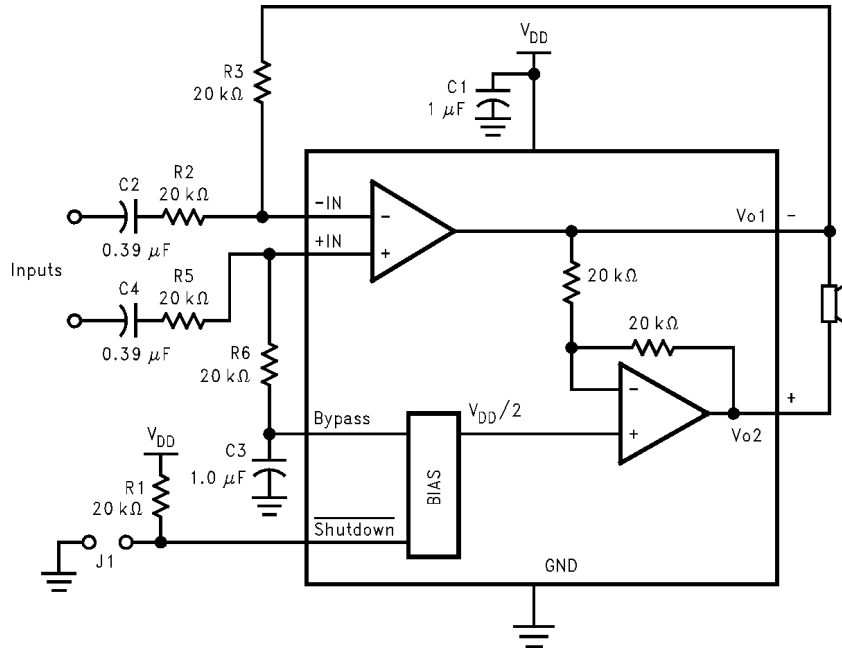 V_DD
R3
20 kΩ
C1
1 µF
C2
R2
20 kΩ
-IN
-
Vo1
-
+IN
+
0.39 µF
20 kΩ
Inputs
C4
R5
20 kΩ
20 kΩ
0.39 µF
R6
20 kΩ
-
+
Bypass
V_DD/2
+
Vo2
V_DD
C3
1.0 µF
R1
20 kΩ
BIAS
Shutdown
J1
GND